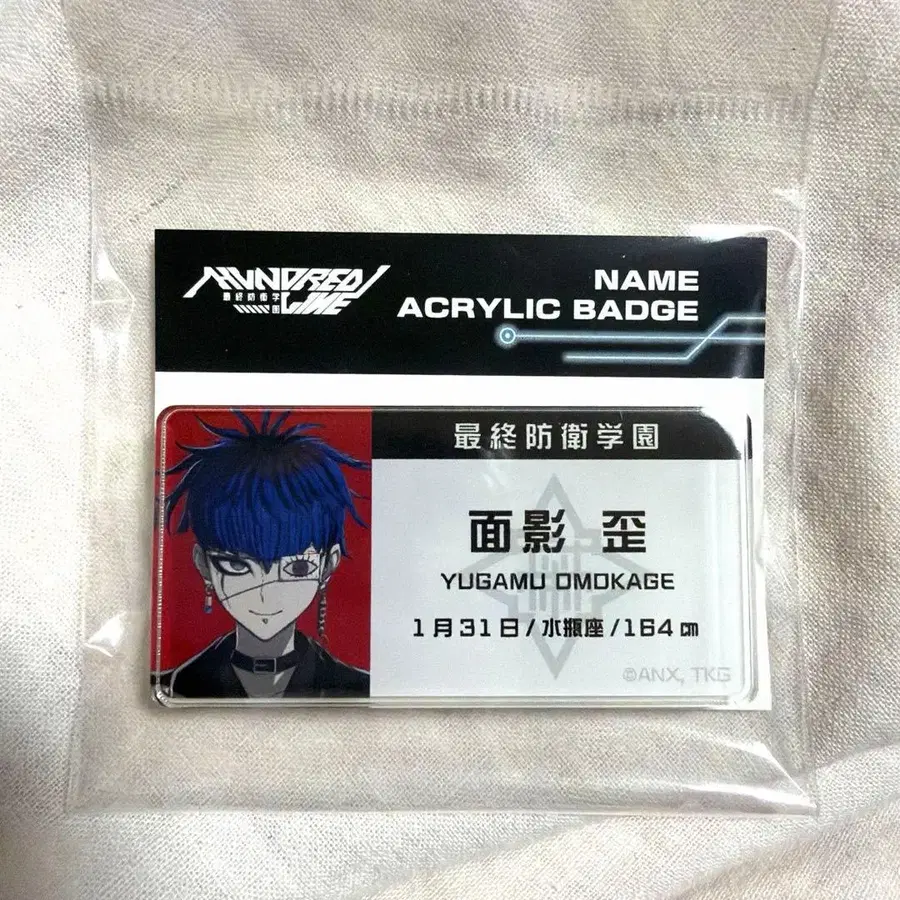 HUNDRED LINE
最終防衛学園
NAME
ACRYLIC BADGE
最終防衛学園
面影 歪
YUGAMU OMOKAGE
1月31日/水瓶座/164㎝
©ANX, TKG